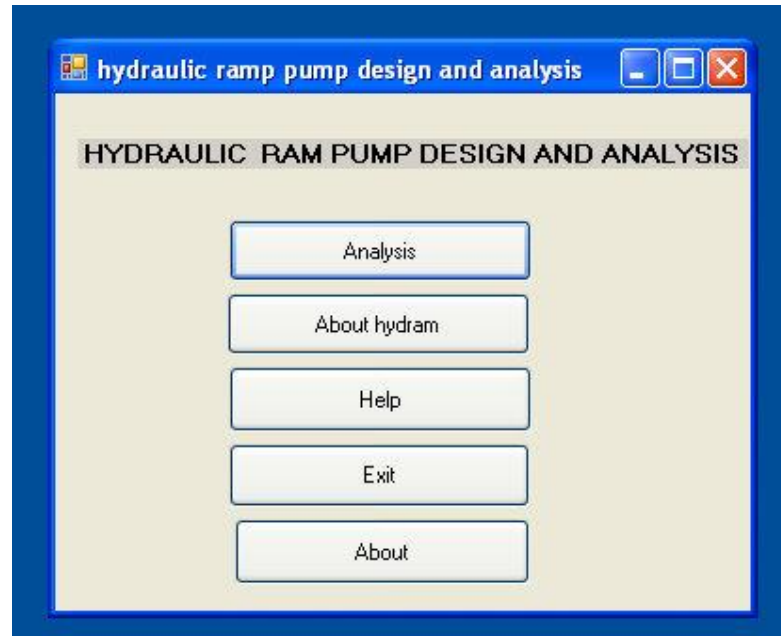 hydraulic ramp pump design and analysis
HYDRAULIC RAM PUMP DESIGN AND ANALYSIS
Analysis
About hydram
Help
Exit
About